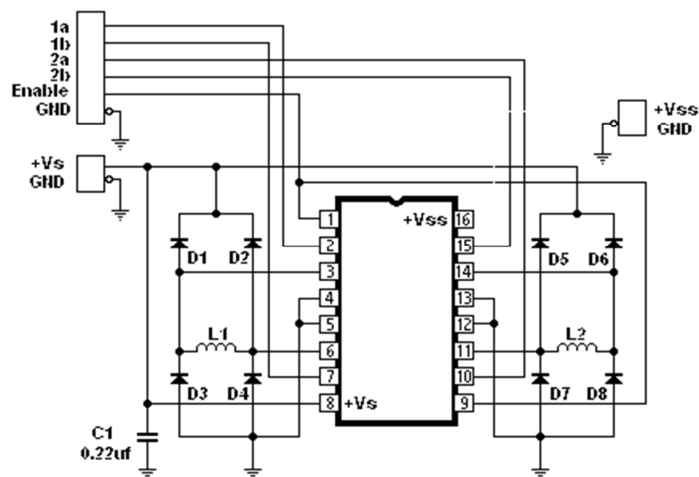 1a
1b
2a
2b
Enable
GND
+Vss
GND
+Vs
GND
1
+Vss
16
2
15
3
14
4
13
5
12
6
11
7
10
8
+Vs
9
D1
D2
D5
D6
L1
L2
D3
D4
D7
D8
C1
0.22uf